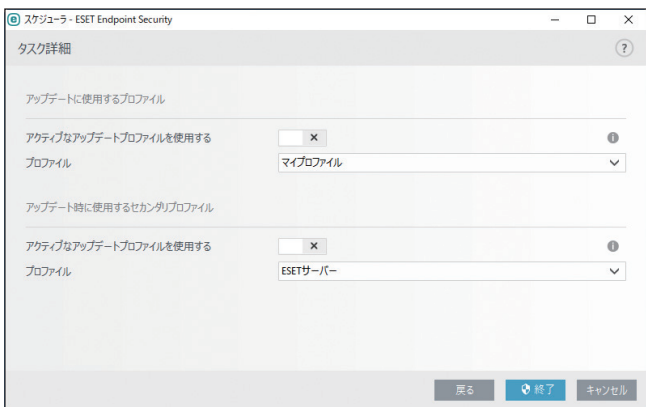 スケジューラ - ESET Endpoint Security
タスク詳細
アップデートに使用するプロファイル
アクティブなアップデートプロファイルを使用する
プロファイル マイプロファイル
アップデート時に使用するセカンダリプロファイル
アクティブなアップデートプロファイルを使用する
プロファイル ESETサーバー
戻る 終了 キャンセル